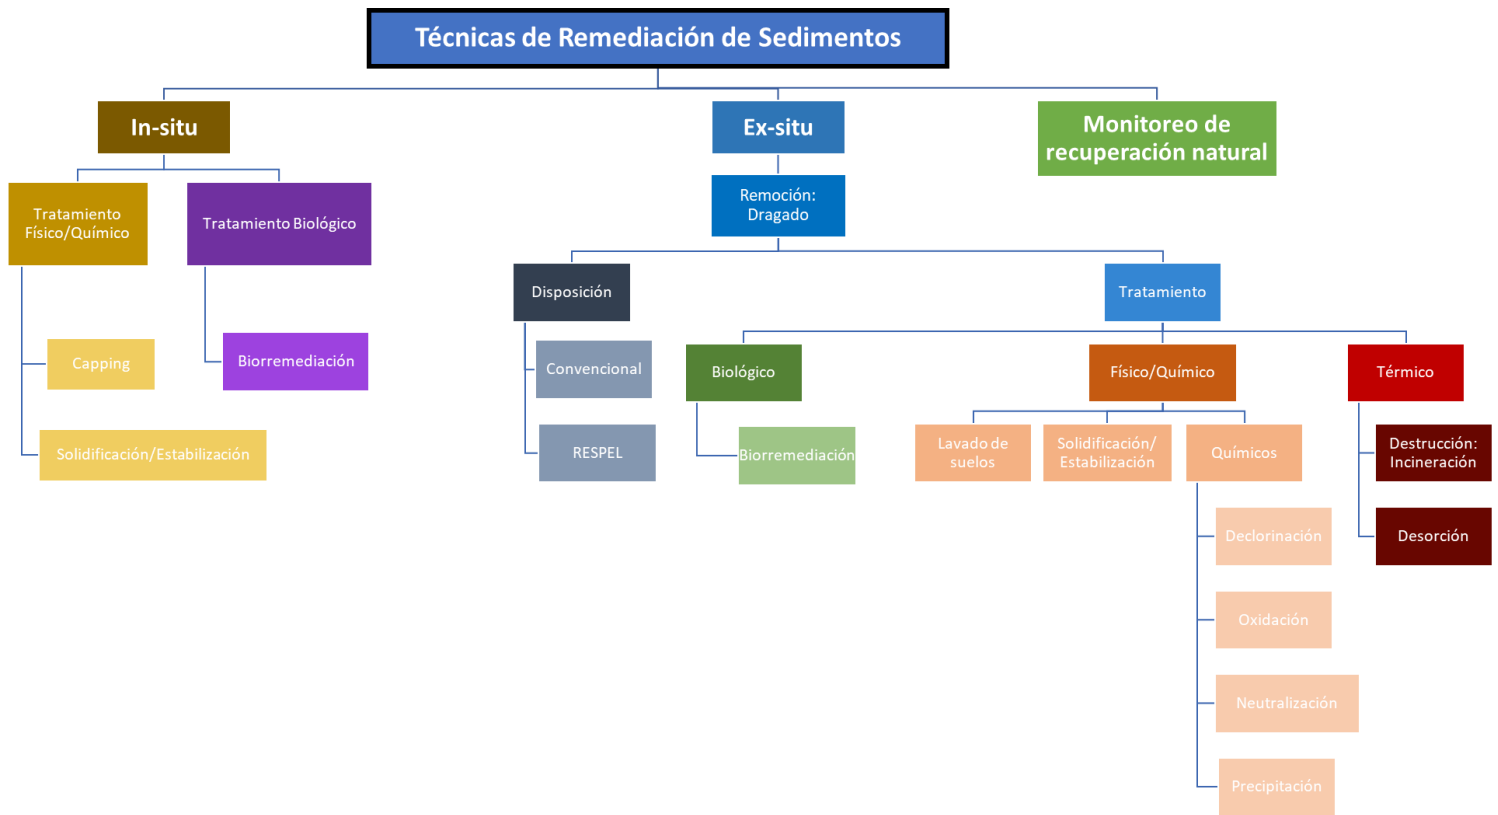 Técnicas de Remediación de Sedimentos
In-situ
Ex-situ
Monitoreo de
recuperación natural
Tratamiento
Físico/Químico
Tratamiento Biológico
Remoción:
Dragado
Disposición
Tratamiento
Capping
Biorremediación
Convencional
Biológico
Físico/Químico
Térmico
Solidificación/Estabilización
RESPEL
Biorremediación
Lavado de
suelos
Solidificación/
Estabilización
Químicos
Destrucción:
Incineración
Declorinación
Desorción
Oxidación
Neutralización
Precipitación